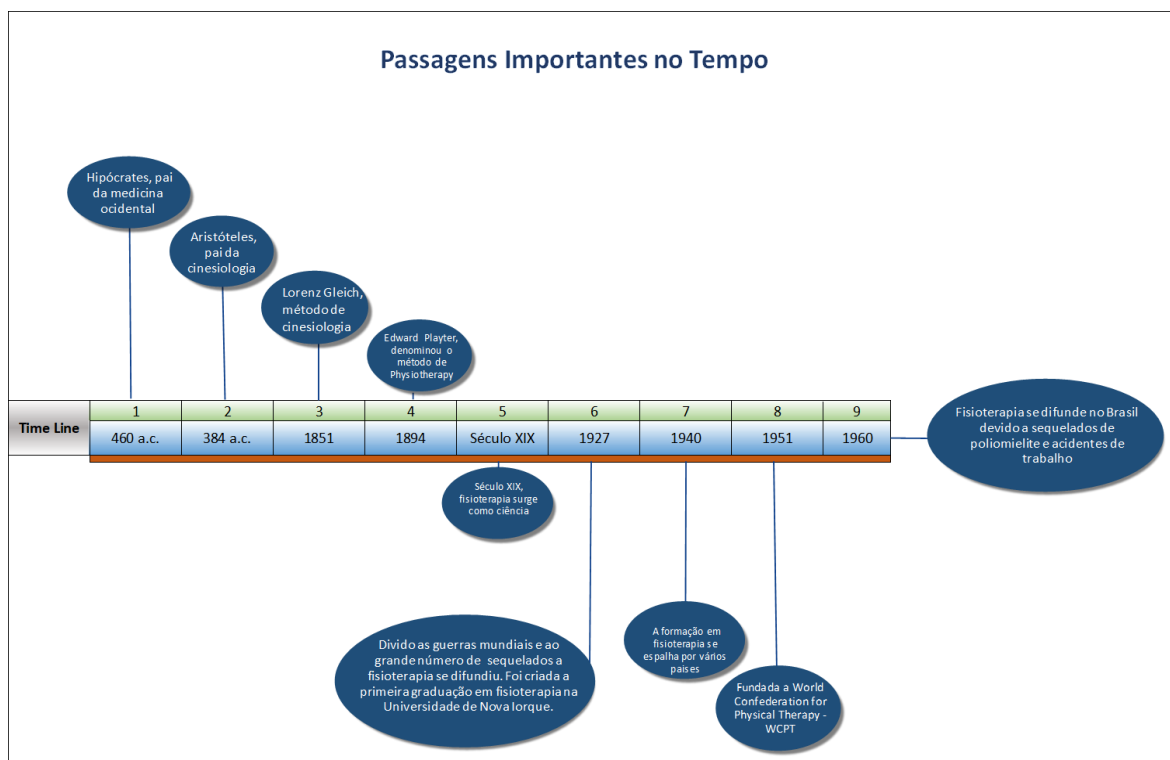 Passagens Importantes no Tempo
Hipócrates, pai
da medicina
ocidental
Aristóteles,
pai da
cinesiologia
Lorenz Gleich,
método de
cinesiologia
Edward Playter,
denominou o
método de
Physiotherapy
Time Line
1 2 3 4 5 6 7 8 9
460 a.c. 384 a.c. 1851 1894 Século XIX 1927 1940 1951 1960
Fisioterapia se difunde no Brasil
devido a sequelados de
poliomielite e acidentes de
trabalho
Século XIX,
fisioterapia surge
como ciência
Divido as guerras mundiais e ao
grande número de sequelados a
fisioterapia se difundiu. Foi criada a
primeira graduação em fisioterapia na
Universidade de Nova Iorque.
A formação em
fisioterapia se
espalha por vários
paises
Fundada a World
Confederation for
Physical Therapy -
WCPT